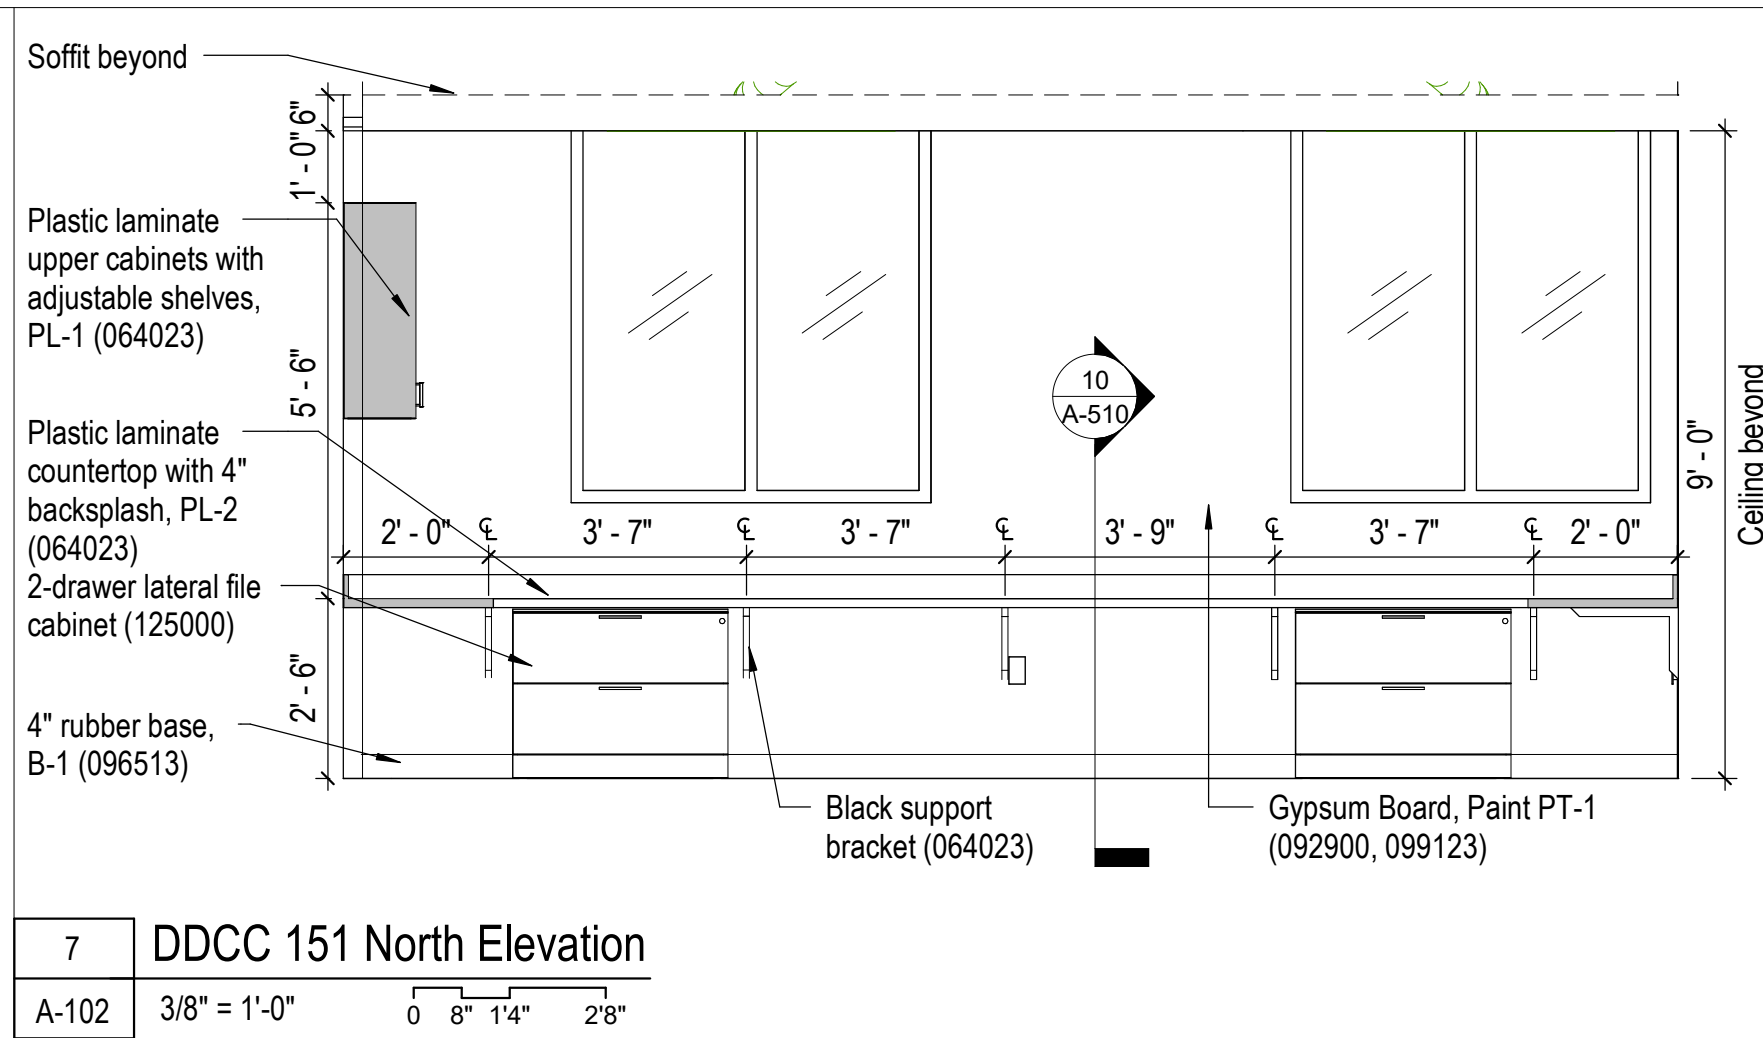 Soffit beyond
6"
1' - 0"
Plastic laminate
upper cabinets with
adjustable shelves,
PL-1 (064023)
5' - 6"
10
A-510
Plastic laminate
countertop with 4"
backsplash, PL-2
(064023)
9' - 0"
Ceiling beyond
2' - 0" ℄ 3' - 7" ℄ 3' - 7" ℄ 3' - 9" ℄ 3' - 7" ℄ 2' - 0"
2-drawer lateral file
cabinet (125000)
2' - 6"
4" rubber base,
B-1 (096513)
Black support
bracket (064023)
Gypsum Board, Paint PT-1
(092900, 099123)
7
DDCC 151 North Elevation
A-102
3/8" = 1'-0"
0 8" 1'4" 2'8"